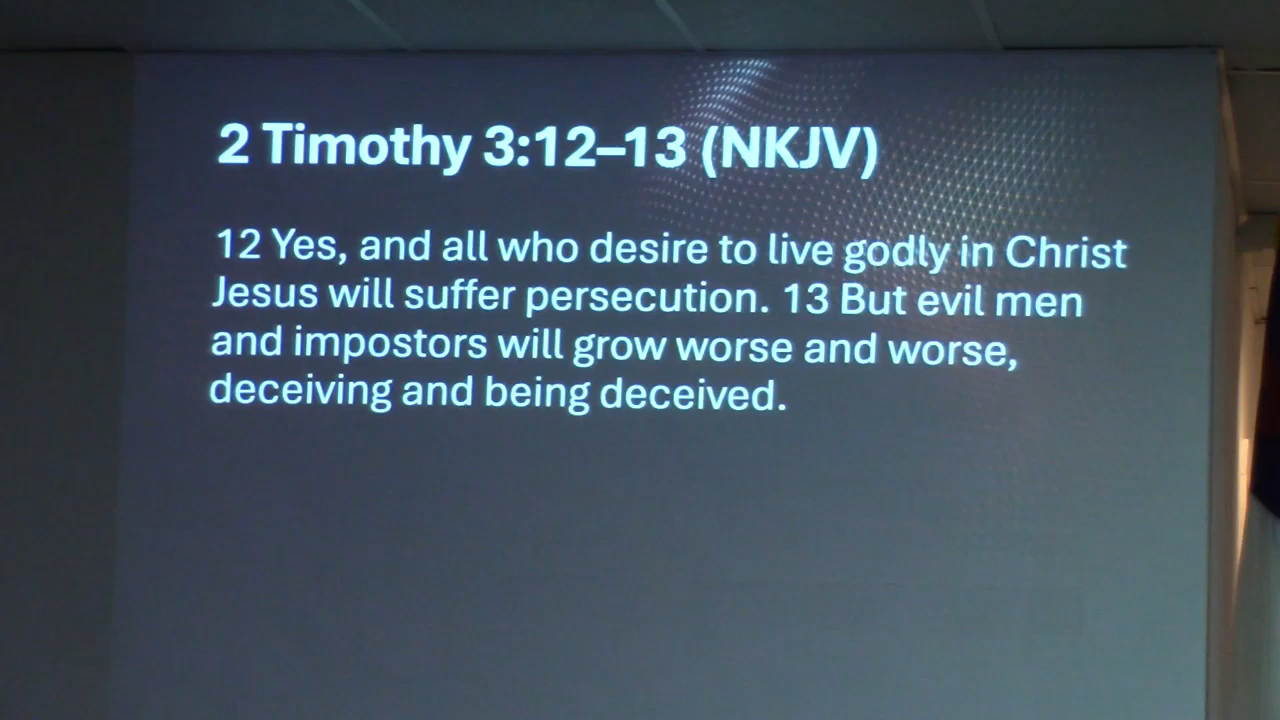 2 Timothy 3:12–13 (NKJV)
12 Yes, and all who desire to live godly in Christ
Jesus will suffer persecution. 13 But evil men
and impostors will grow worse and worse,
deceiving and being deceived.